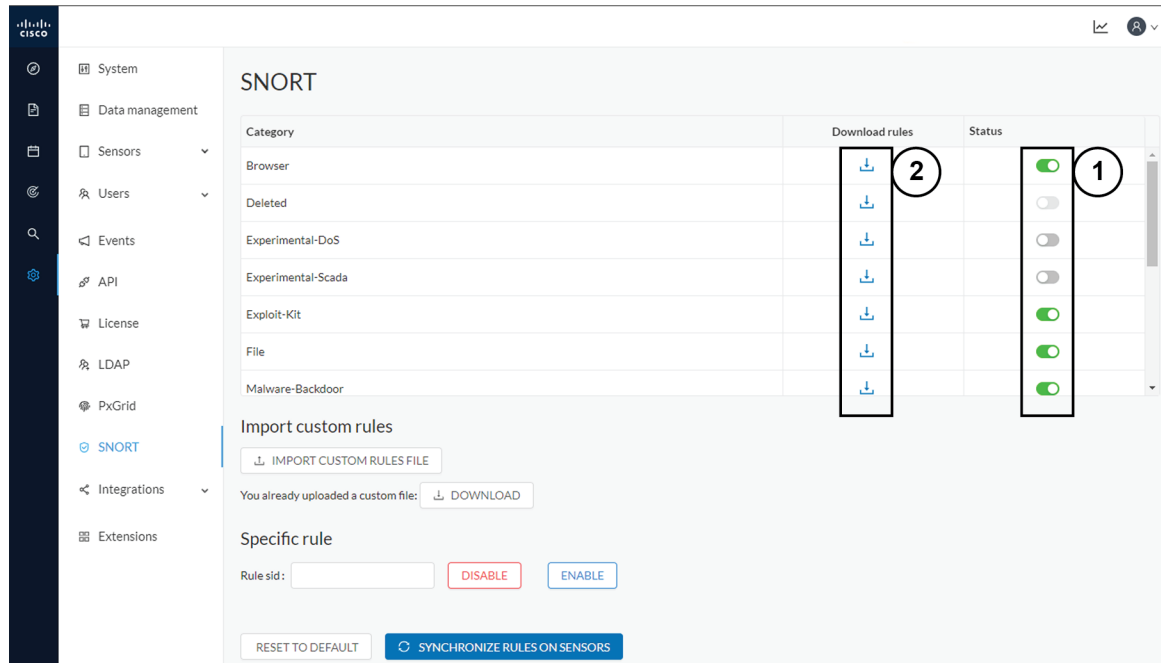 CISCO
System
Data management
Sensors
Users
Events
API
License
LDAP
PxGrid
SNORT
Integrations
Extensions
SNORT
Category Download rules Status
Browser
Deleted
Experimental-DoS
Experimental-Scada
Exploit-Kit
File
Malware-Backdoor
2
1
Import custom rules
IMPORT CUSTOM RULES FILE
You already uploaded a custom file: DOWNLOAD
Specific rule
Rule sid : DISABLE ENABLE
RESET TO DEFAULT SYNCHRONIZE RULES ON SENSORS